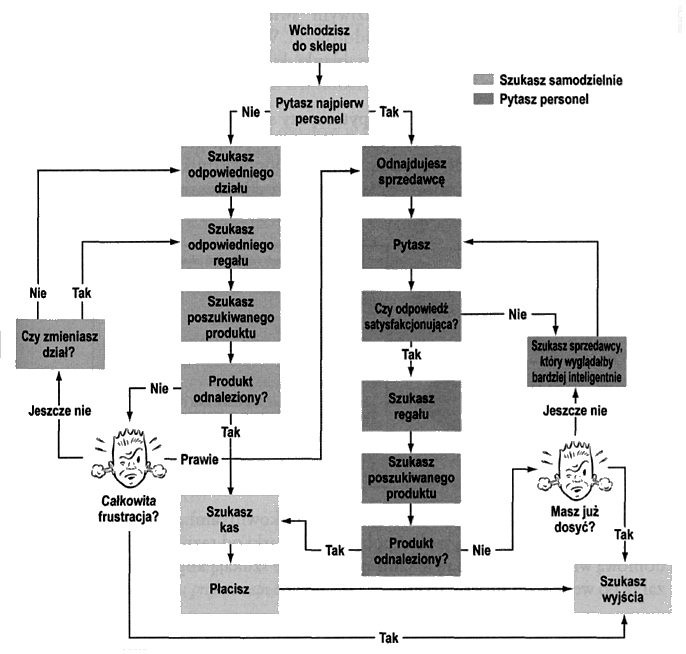 Wchodzisz
do sklepu
Szukasz samodzielnie
Pytasz personel
Pytasz najpierw
personel
Nie
Tak
Szukasz
odpowiedniego
działu
Odnajdujesz
sprzedawcę
Szukasz
odpowiedniego
regału
Pytasz
Nie
Tak
Szukasz
poszukiwanego
produktu
Czy odpowiedź
satysfakcjonująca?
Nie
Czy zmieniasz
dział?
Szukasz sprzedawcy,
który wyglądałby
bardziej inteligentnie
Tak
Produkt
odnaleziony?
Nie
Szukasz
regału
Jeszcze nie
Jeszcze nie
Tak
Prawie
Szukasz
poszukiwanego
produktu
Całkowita
frustracja?
Szukasz
kas
Masz już
dosyć?
Tak
Produkt
odnaleziony?
Tak
Nie
Płacisz
Szukasz
wyjścia
Tak